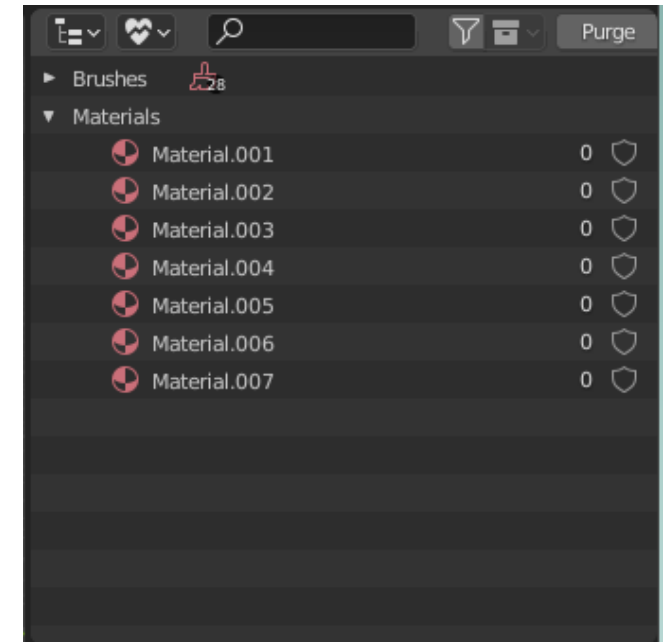 Purge
Brushes 28
Materials
Material.001 0
Material.002 0
Material.003 0
Material.004 0
Material.005 0
Material.006 0
Material.007 0